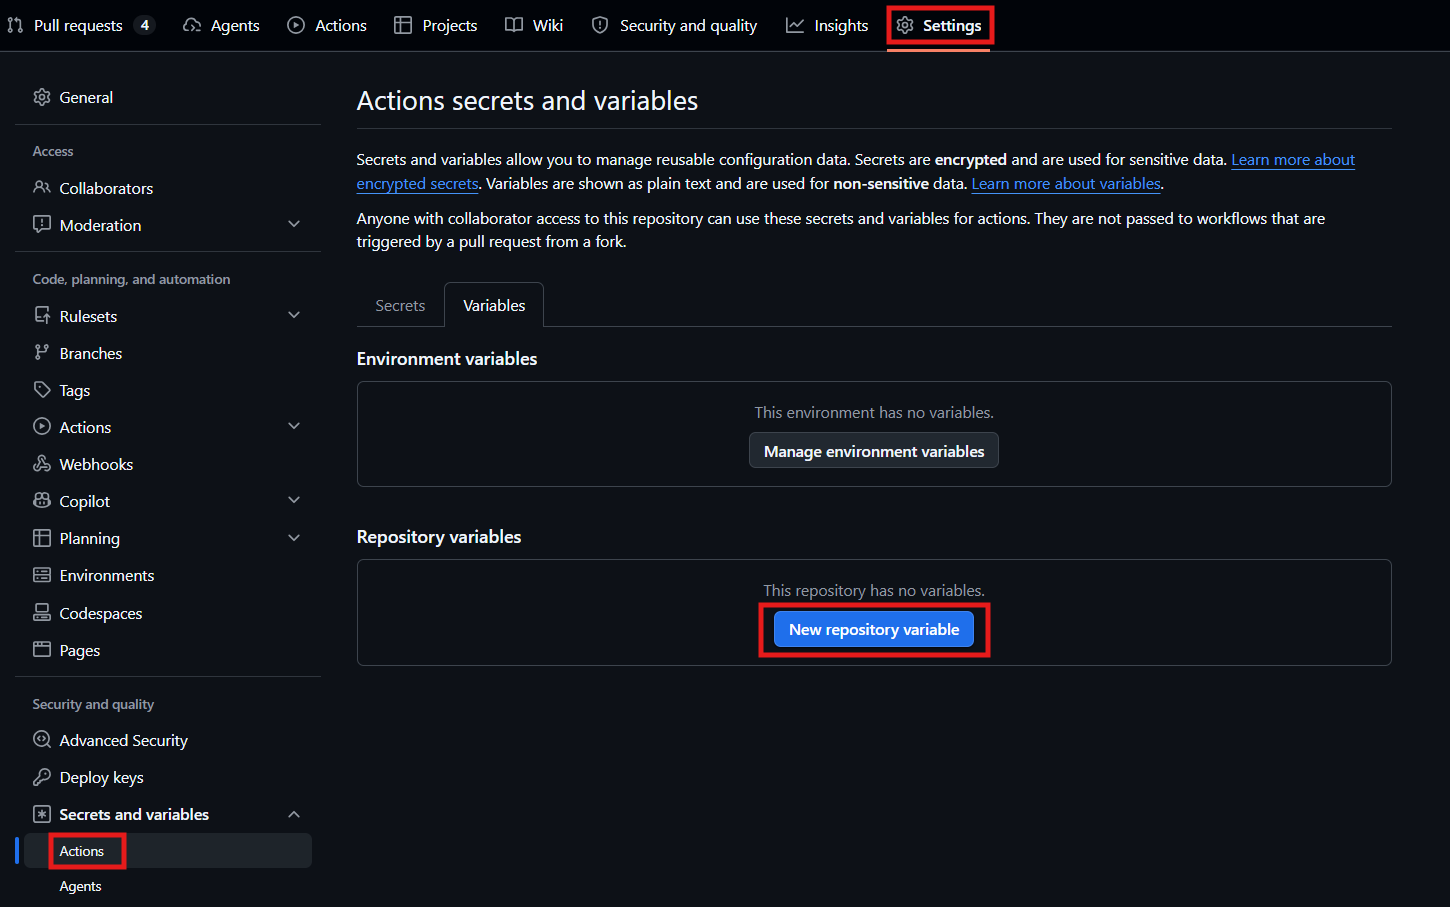 Pull requests 4 Agents Actions Projects Wiki Security and quality Insights Settings
General
Access
Collaborators
Moderation
Code, planning, and automation
Rulesets
Branches
Tags
Actions
Webhooks
Copilot
Planning
Environments
Codespaces
Pages
Security and quality
Advanced Security
Deploy keys
Secrets and variables
Actions
Agents
Actions secrets and variables
Secrets and variables allow you to manage reusable configuration data. Secrets are encrypted and are used for sensitive data. Learn more about
encrypted secrets. Variables are shown as plain text and are used for non-sensitive data. Learn more about variables.
Anyone with collaborator access to this repository can use these secrets and variables for actions. They are not passed to workflows that are
triggered by a pull request from a fork.
Secrets Variables
Environment variables
This environment has no variables.
Manage environment variables
Repository variables
This repository has no variables.
New repository variable